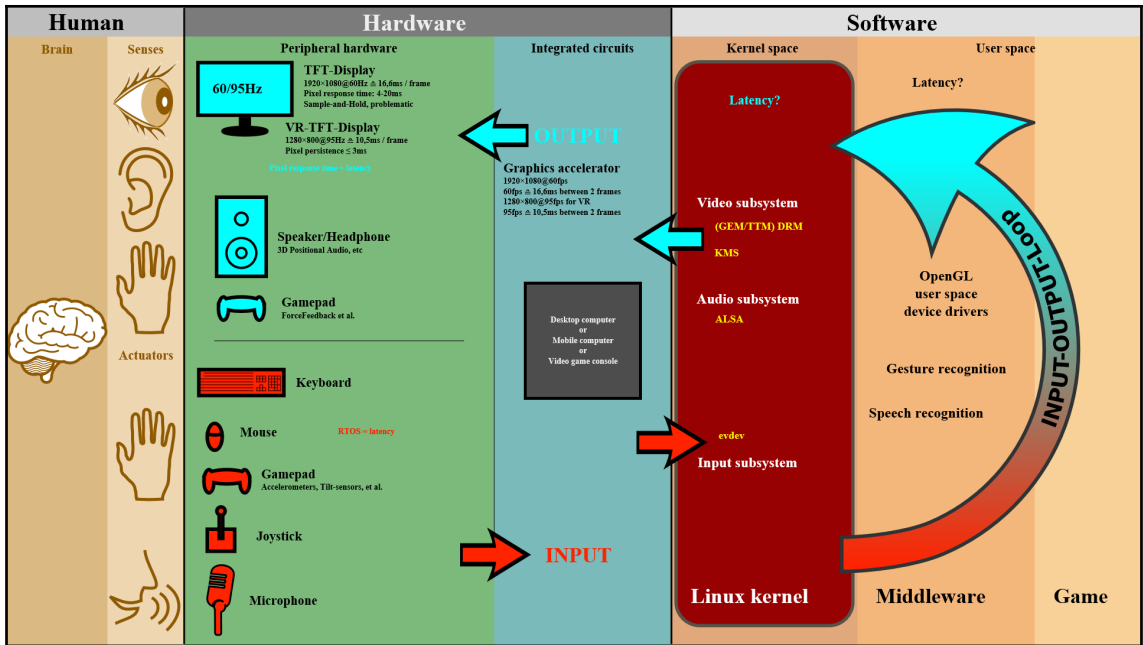 Human
Hardware
Software
Brain
Senses
Peripheral hardware
Integrated circuits
Kernel space
User space
60/95Hz
TFT-Display
1920×1080@60Hz ≙ 16,6ms / frame
Pixel response time: 4-20ms
Sample-and-Hold, problematic
VR-TFT-Display
1280×800@95Hz ≙ 10,5ms / frame
Pixel persistence ≤ 3ms
OUTPUT
Graphics accelerator
1920×1080@60fps
60fps ≙ 16,6ms between 2 frames
1280×800@95fps for VR
95fps ≙ 10,5ms between 2 frames
Latency?
Latency?
Video subsystem
(GEM/TTM) DRM
KMS
Audio subsystem
ALSA
Speaker/Headphone
3D Positional Audio, etc
Gamepad
ForceFeedback et al.
Desktop computer
or
Mobile computer
or
Video game console
OpenGL
user space
device drivers
INPUT-OUTPUT-Loop
Actuators
Keyboard
Mouse
RTOS = latency
Gamepad
Accelerometers, Tilt-sensors, et al.
Joystick
Microphone
Gesture recognition
Speech recognition
evdev
Input subsystem
INPUT
Linux kernel
Middleware
Game